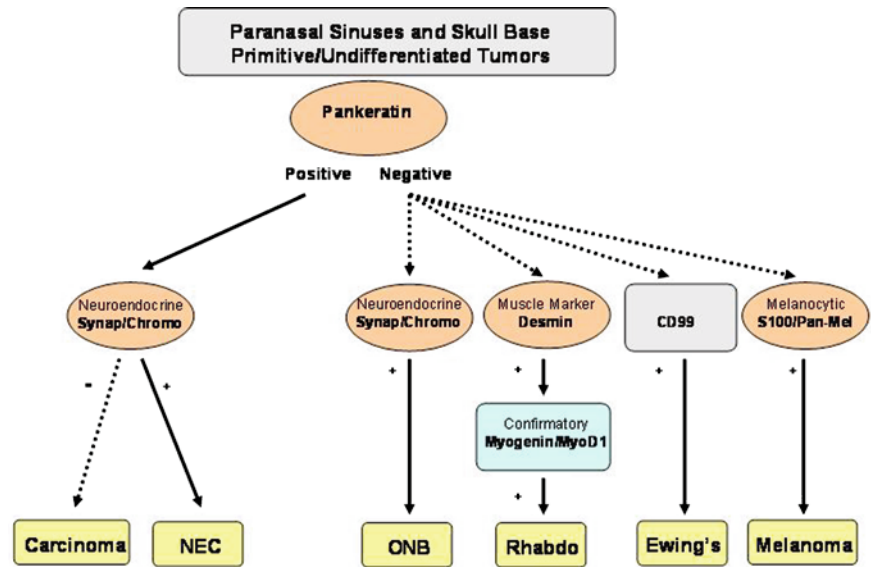 Paranasal Sinuses and Skull Base
Primitive/Undifferentiated Tumors
Pankeratin
Positive Negative
Neuroendocrine
Synap/Chromo
Neuroendocrine
Synap/Chromo
Muscle Marker
Desmin
CD99
Melanocytic
S100/Pan-Mel
- +
+
+
+
+
Confirmatory
Myogenin/MyoD1
+
Carcinoma
NEC
ONB
Rhabdo
Ewing's
Melanoma